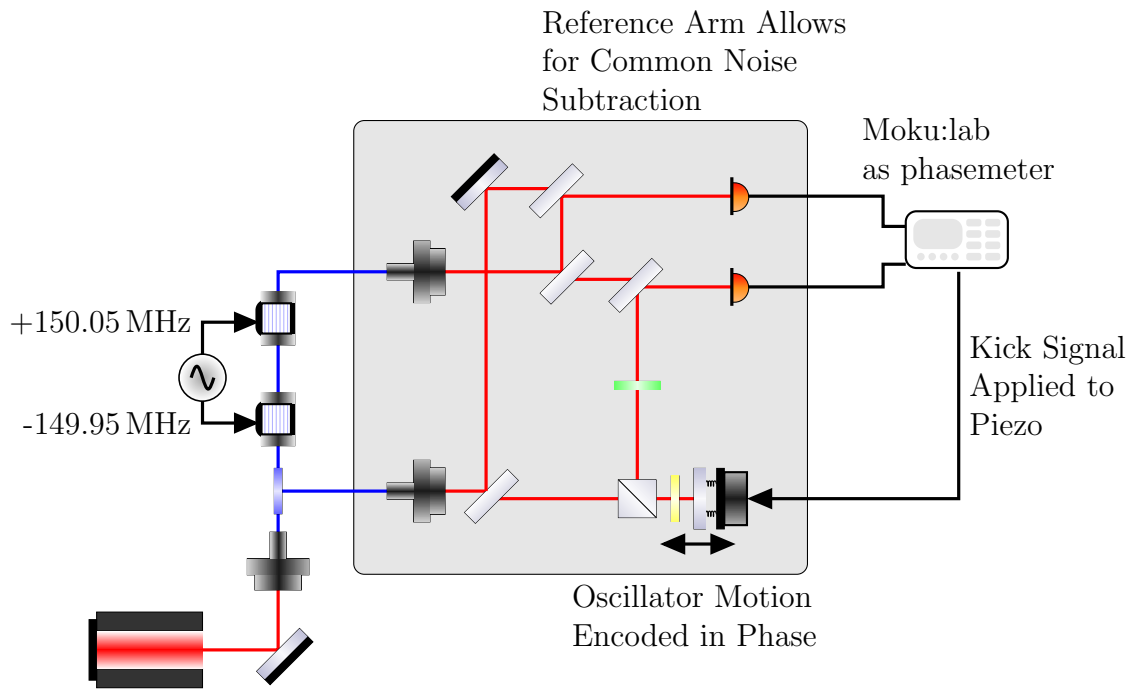 Reference Arm Allows
for Common Noise
Subtraction
Moku:lab
as phasemeter
+150.05 MHz
-149.95 MHz
Kick Signal
Applied to
Piezo
Oscillator Motion
Encoded in Phase